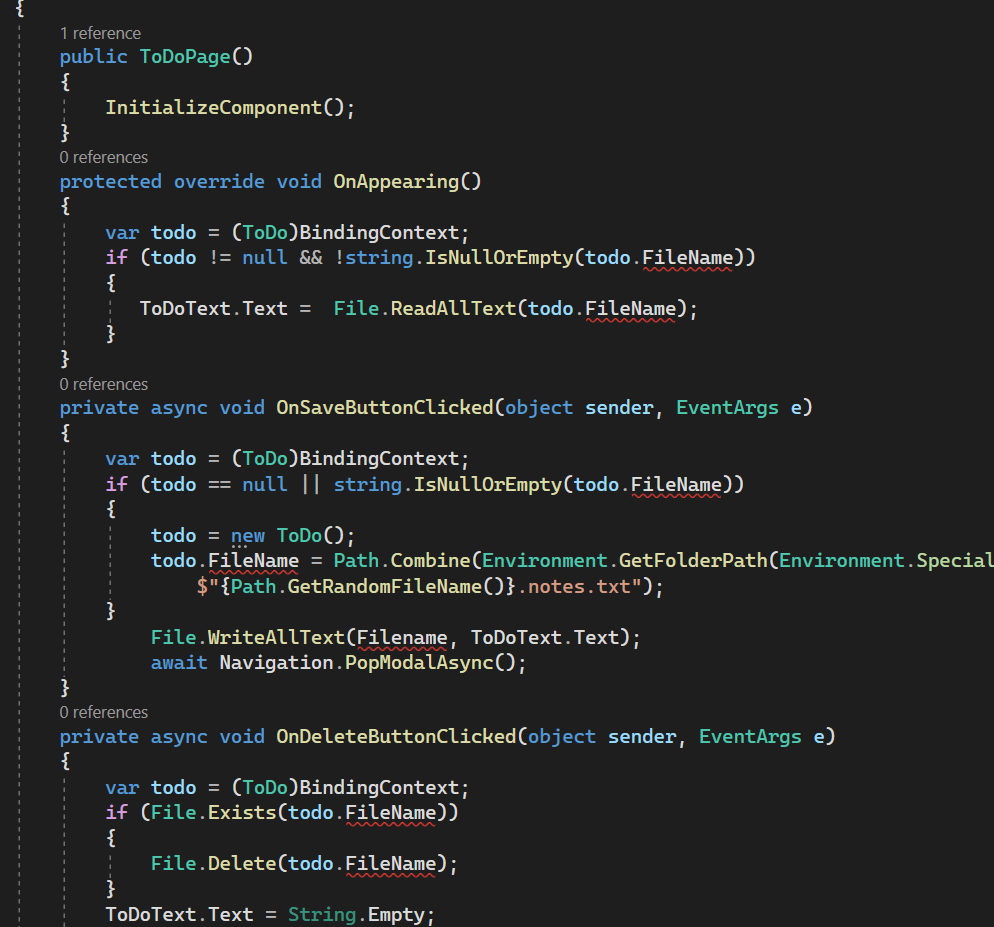 {
1 reference
public ToDoPage()
{
InitializeComponent();
}
0 references
protected override void OnAppearing()
{
var todo = (ToDo)BindingContext;
if (todo != null && !string.IsNullOrEmpty(todo.FileName))
{
ToDoText.Text =  File.ReadAllText(todo.FileName);
}
}
0 references
private async void OnSaveButtonClicked(object sender, EventArgs e)
{
var todo = (ToDo)BindingContext;
if (todo == null || string.IsNullOrEmpty(todo.FileName))
{
todo = new ToDo();
todo.FileName = Path.Combine(Environment.GetFolderPath(Environment.Special
$"{Path.GetRandomFileName()}.notes.txt");
}
File.WriteAllText(Filename, ToDoText.Text);
await Navigation.PopModalAsync();
}
0 references
private async void OnDeleteButtonClicked(object sender, EventArgs e)
{
var todo = (ToDo)BindingContext;
if (File.Exists(todo.FileName))
{
File.Delete(todo.FileName);
}
ToDoText.Text = String.Empty;